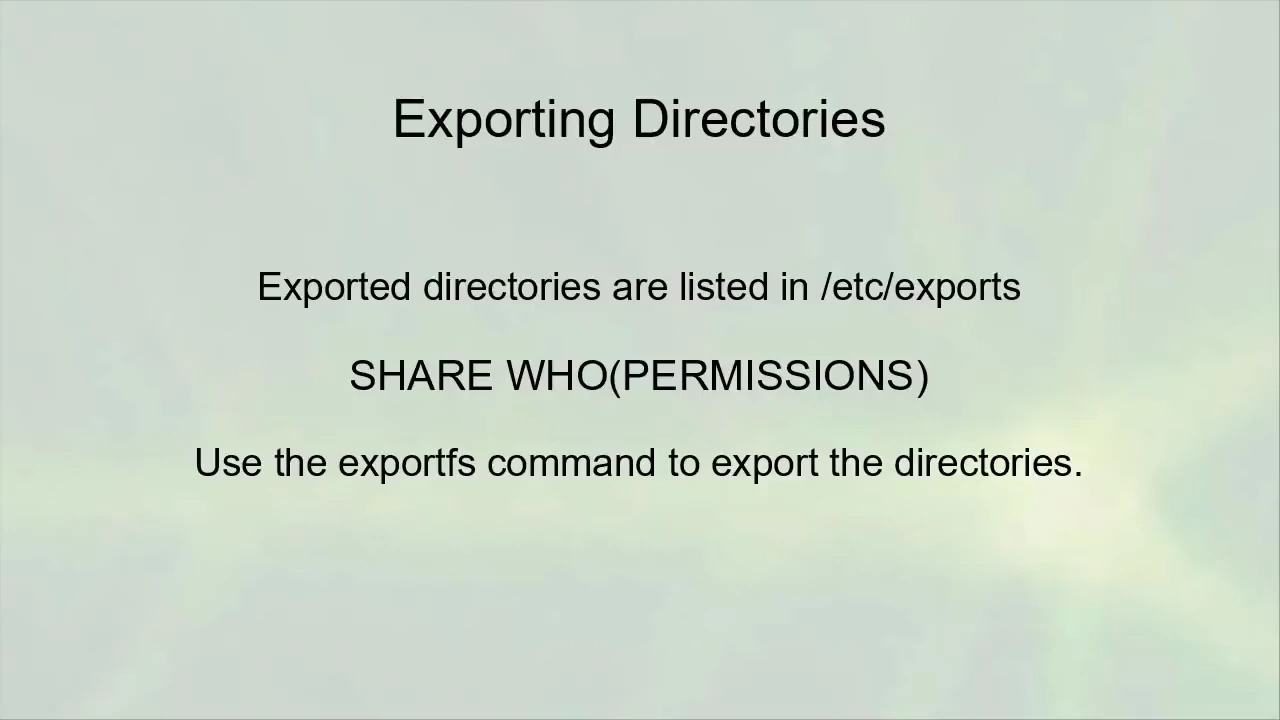 Exporting Directories
Exported directories are listed in /etc/exports
SHARE WHO(PERMISSIONS)
Use the exportfs command to export the directories.